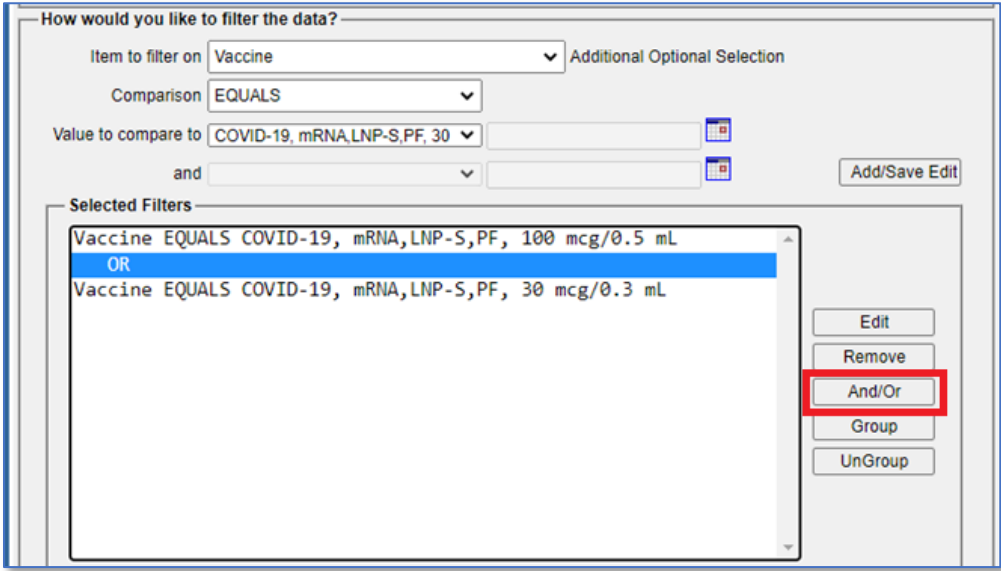 How would you like to filter the data?
Item to filter on Vaccine Additional Optional Selection
Comparison EQUALS
Value to compare to COVID-19, mRNA,LNP-S,PF, 30
and Add/Save Edit
Selected Filters
Vaccine EQUALS COVID-19, mRNA,LNP-S,PF, 100 mcg/0.5 mL
OR
Vaccine EQUALS COVID-19, mRNA,LNP-S,PF, 30 mcg/0.3 mL
Edit
Remove
And/Or
Group
UnGroup